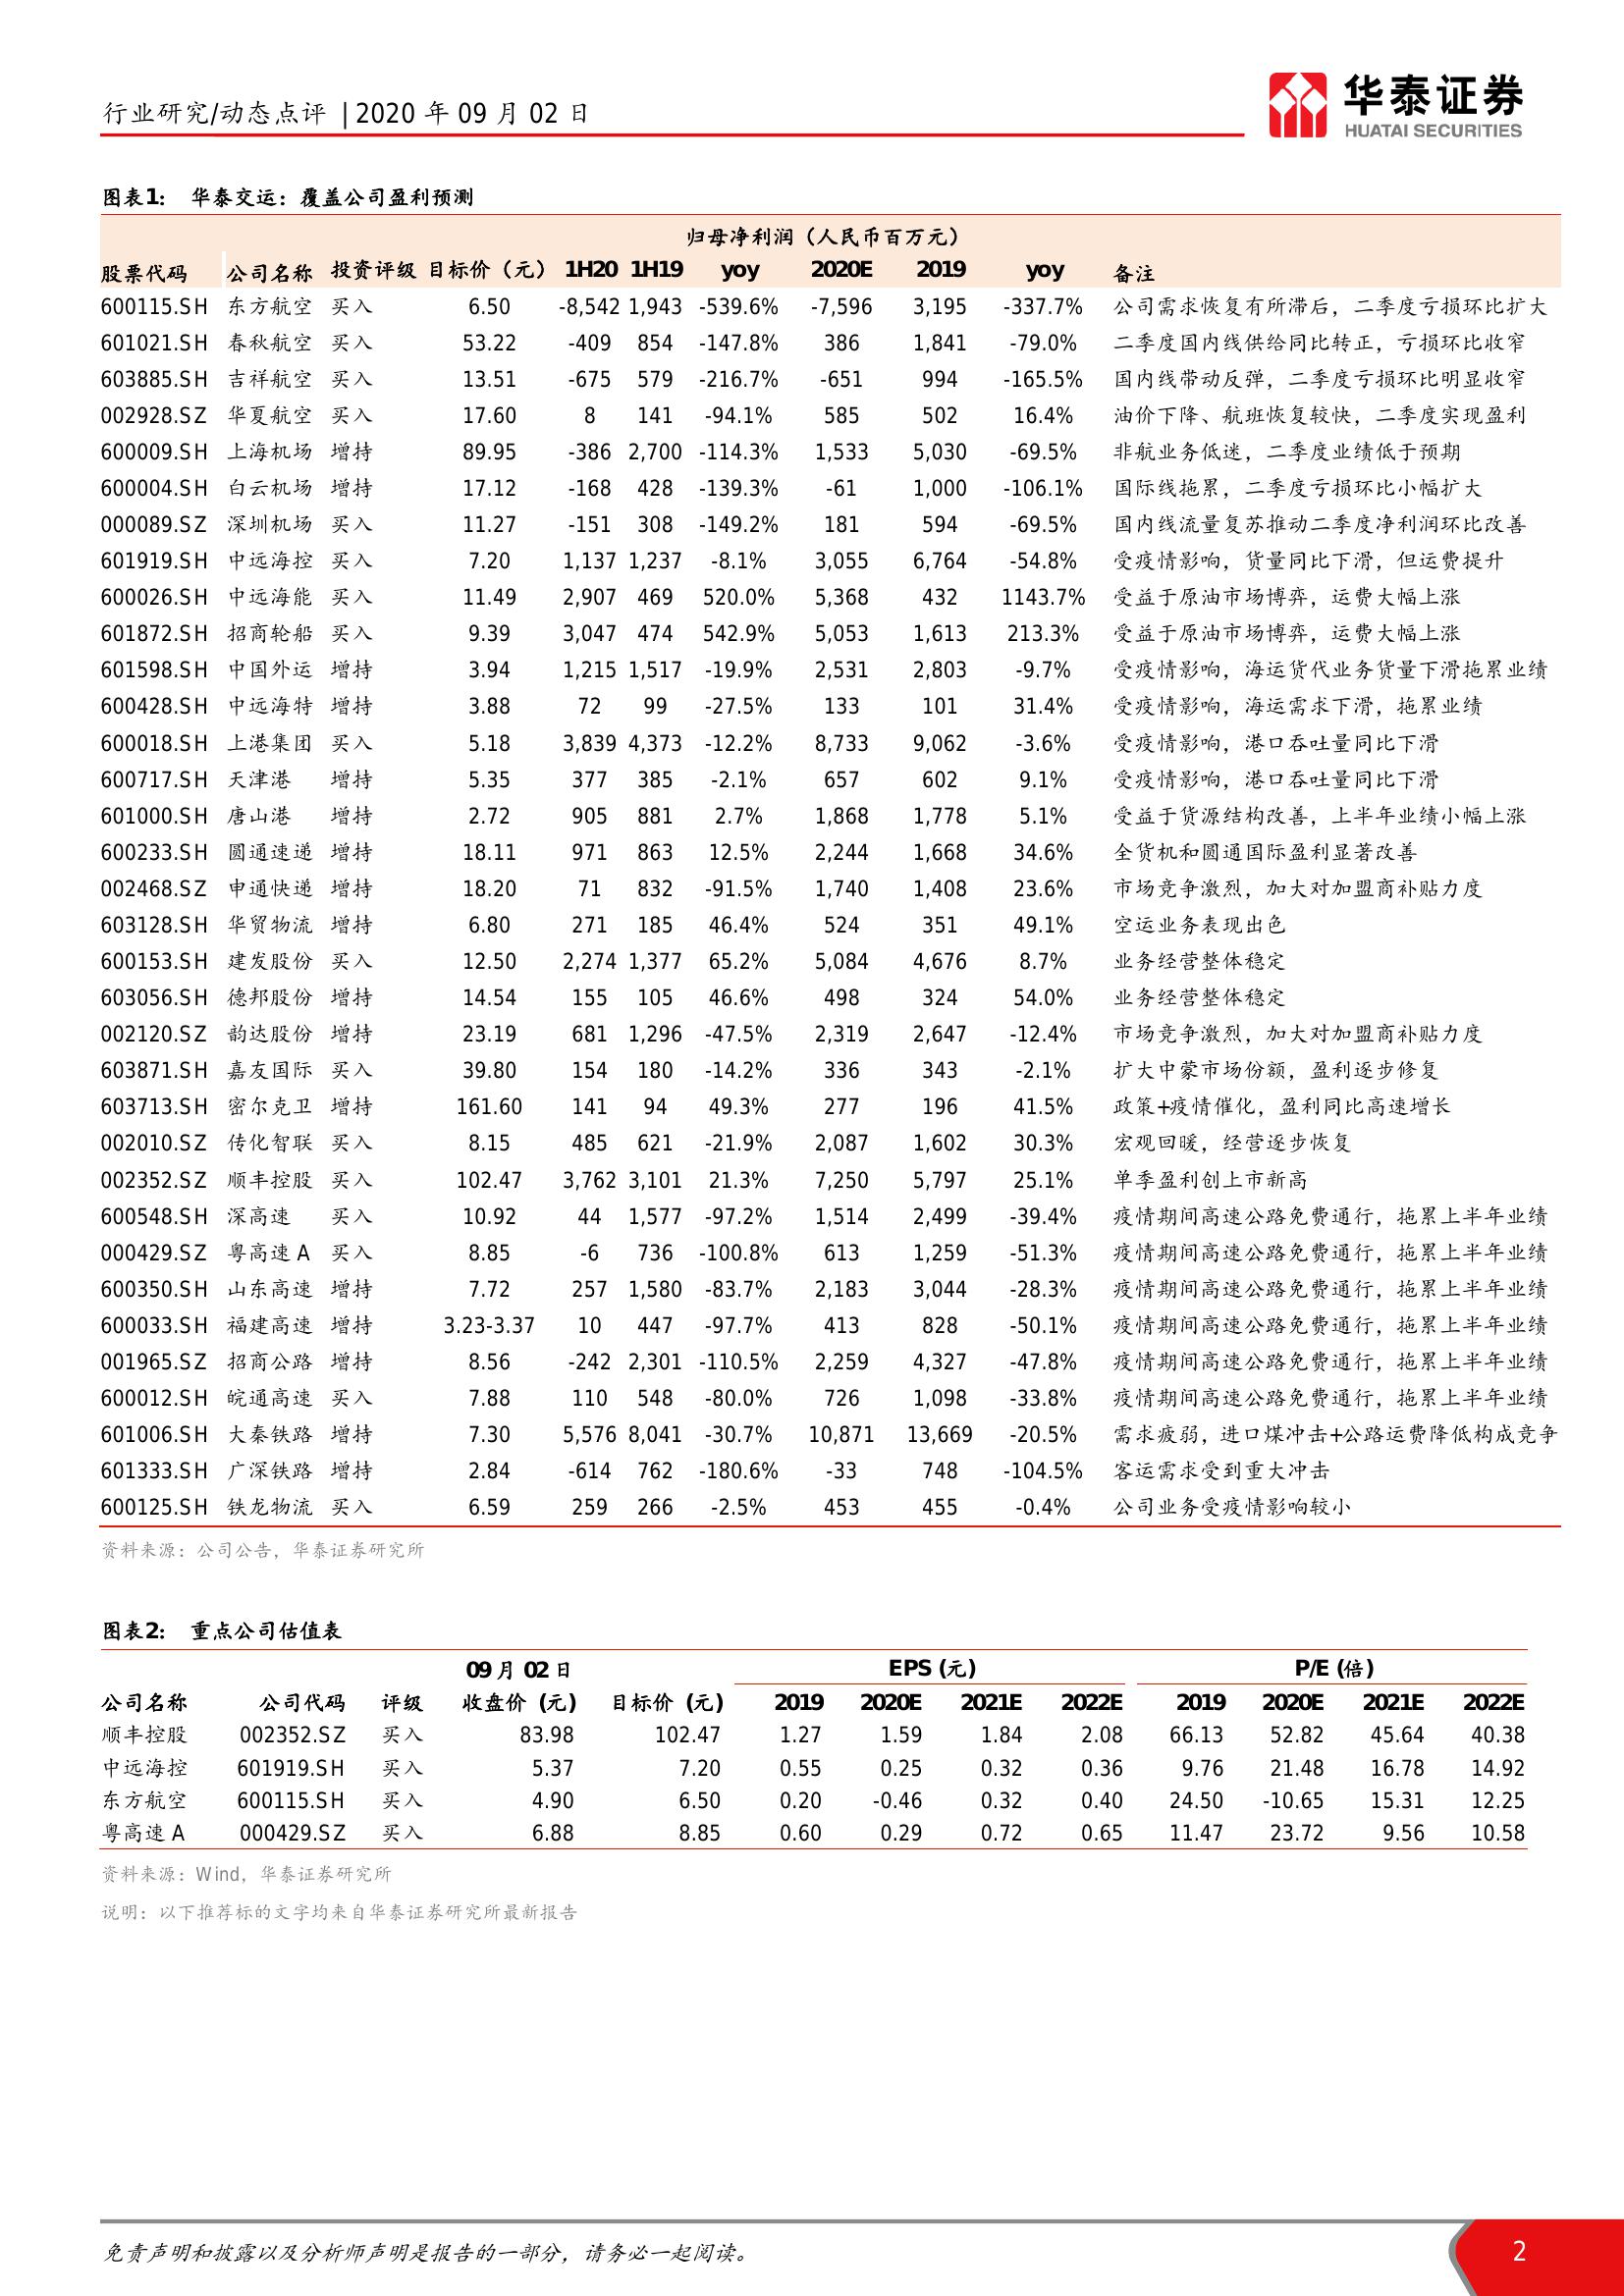 行业研究/动态点评 | 2020 年 09 月 02 日
华泰证券
HUATAI SECURITIES
图表1： 华泰交运：覆盖公司盈利预测
归母净利润（人民币百万元）
股票代码 公司名称 投资评级 目标价（元） 1H20 1H19 yoy 2020E 2019 yoy 备注
600115.SH 东方航空 买入 6.50 -8,542 1,943 -539.6% -7,596 3,195 -337.7% 公司需求恢复有所滞后，二季度亏损环比扩大
601021.SH 春秋航空 买入 53.22 -409 854 -147.8% 386 1,841 -79.0% 二季度国内线供给同比转正，亏损环比收窄
603885.SH 吉祥航空 买入 13.51 -675 579 -216.7% -651 994 -165.5% 国内线带动反弹，二季度亏损环比明显收窄
002928.SZ 华夏航空 买入 17.60 8 141 -94.1% 585 502 16.4% 油价下降、航班恢复较快，二季度实现盈利
600009.SH 上海机场 增持 89.95 -386 2,700 -114.3% 1,533 5,030 -69.5% 非航业务低迷，二季度业绩低于预期
600004.SH 白云机场 增持 17.12 -168 428 -139.3% -61 1,000 -106.1% 国际线拖累，二季度亏损环比小幅扩大
000089.SZ 深圳机场 买入 11.27 -151 308 -149.2% 181 594 -69.5% 国内线流量复苏推动二季度净利润环比改善
601919.SH 中远海控 买入 7.20 1,137 1,237 -8.1% 3,055 6,764 -54.8% 受疫情影响，货量同比下滑，但运费提升
600026.SH 中远海能 买入 11.49 2,907 469 520.0% 5,368 432 1143.7% 受益于原油市场博弈，运费大幅上涨
601872.SH 招商轮船 买入 9.39 3,047 474 542.9% 5,053 1,613 213.3% 受益于原油市场博弈，运费大幅上涨
601598.SH 中国外运 增持 3.94 1,215 1,517 -19.9% 2,531 2,803 -9.7% 受疫情影响，海运货代业务货量下滑拖累业绩
600428.SH 中远海特 增持 3.88 72 99 -27.5% 133 101 31.4% 受疫情影响，海运需求下滑，拖累业绩
600018.SH 上港集团 买入 5.18 3,839 4,373 -12.2% 8,733 9,062 -3.6% 受疫情影响，港口吞吐量同比下滑
600717.SH 天津港 增持 5.35 377 385 -2.1% 657 602 9.1% 受疫情影响，港口吞吐量同比下滑
601000.SH 唐山港 增持 2.72 905 881 2.7% 1,868 1,778 5.1% 受益于货源结构改善，上半年业绩小幅上涨
600233.SH 圆通速递 增持 18.11 971 863 12.5% 2,244 1,668 34.6% 全货机和圆通国际盈利显著改善
002468.SZ 申通快递 增持 18.20 71 832 -91.5% 1,740 1,408 23.6% 市场竞争激烈，加大对加盟商补贴力度
603128.SH 华贸物流 增持 6.80 271 185 46.4% 524 351 49.1% 空运业务表现出色
600153.SH 建发股份 买入 12.50 2,274 1,377 65.2% 5,084 4,676 8.7% 业务经营整体稳定
603056.SH 德邦股份 增持 14.54 155 105 46.6% 498 324 54.0% 业务经营整体稳定
002120.SZ 韵达股份 增持 23.19 681 1,296 -47.5% 2,319 2,647 -12.4% 市场竞争激烈，加大对加盟商补贴力度
603871.SH 嘉友国际 买入 39.80 154 180 -14.2% 336 343 -2.1% 扩大中蒙市场份额，盈利逐步修复
603713.SH 密尔克卫 增持 161.60 141 94 49.3% 277 196 41.5% 政策+疫情催化，盈利同比高速增长
002010.SZ 传化智联 买入 8.15 485 621 -21.9% 2,087 1,602 30.3% 宏观回暖，经营逐步恢复
002352.SZ 顺丰控股 买入 102.47 3,762 3,101 21.3% 7,250 5,797 25.1% 单季盈利创上市新高
600548.SH 深高速 买入 10.92 44 1,577 -97.2% 1,514 2,499 -39.4% 疫情期间高速公路免费通行，拖累上半年业绩
000429.SZ 粤高速 A 买入 8.85 -6 736 -100.8% 613 1,259 -51.3% 疫情期间高速公路免费通行，拖累上半年业绩
600350.SH 山东高速 增持 7.72 257 1,580 -83.7% 2,183 3,044 -28.3% 疫情期间高速公路免费通行，拖累上半年业绩
600033.SH 福建高速 增持 3.23-3.37 10 447 -97.7% 413 828 -50.1% 疫情期间高速公路免费通行，拖累上半年业绩
001965.SZ 招商公路 增持 8.56 -242 2,301 -110.5% 2,259 4,327 -47.8% 疫情期间高速公路免费通行，拖累上半年业绩
600012.SH 皖通高速 买入 7.88 110 548 -80.0% 726 1,098 -33.8% 疫情期间高速公路免费通行，拖累上半年业绩
601006.SH 大秦铁路 增持 7.30 5,576 8,041 -30.7% 10,871 13,669 -20.5% 需求疲弱，进口煤冲击+公路运费降低构成竞争
601333.SH 广深铁路 增持 2.84 -614 762 -180.6% -33 748 -104.5% 客运需求受到重大冲击
600125.SH 铁龙物流 买入 6.59 259 266 -2.5% 453 455 -0.4% 公司业务受疫情影响较小
资料来源：公司公告，华泰证券研究所
图表2： 重点公司估值表
09 月 02 日 EPS (元) P/E (倍)
公司名称 公司代码 评级 收盘价 (元) 目标价 (元) 2019 2020E 2021E 2022E 2019 2020E 2021E 2022E
顺丰控股 002352.SZ 买入 83.98 102.47 1.27 1.59 1.84 2.08 66.13 52.82 45.64 40.38
中远海控 601919.SH 买入 5.37 7.20 0.55 0.25 0.32 0.36 9.76 21.48 16.78 14.92
东方航空 600115.SH 买入 4.90 6.50 0.20 -0.46 0.32 0.40 24.50 -10.65 15.31 12.25
粤高速 A 000429.SZ 买入 6.88 8.85 0.60 0.29 0.72 0.65 11.47 23.72 9.56 10.58
资料来源：Wind，华泰证券研究所
说明：以下推荐标的文字均来自华泰证券研究所最新报告
免责声明和披露以及分析师声明是报告的一部分，请务必一起阅读。
2